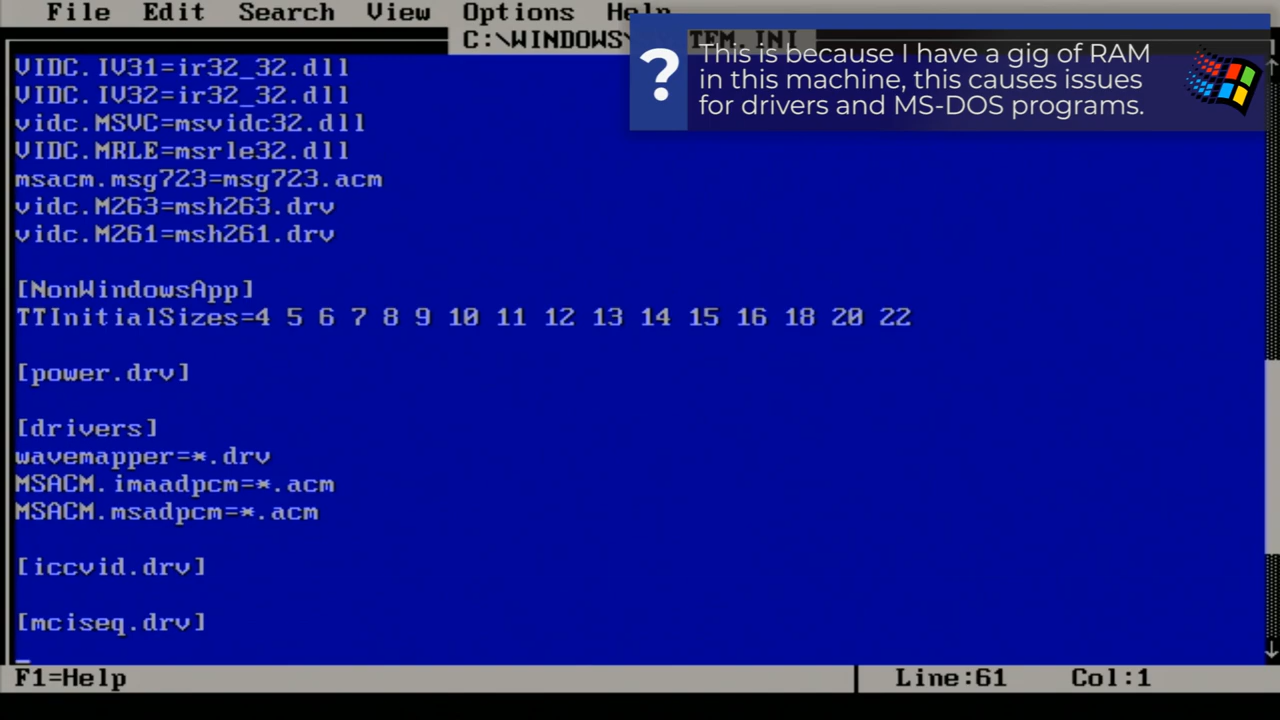 File Edit Search View Options Help
C:\WINDOWS\
This is because I have a gig of RAM
in this machine, this causes issues
for drivers and MS-DOS programs.
VIDC.IV31=ir32_32.dll
VIDC.IV32=ir32_32.dll
vidc.MSVC=msvidc32.dll
VIDC.MRLE=msrle32.dll
msacm.msg723=msg723.acm
vidc.M263=msh263.drv
vidc.M261=msh261.drv
[NonWindowsApp]
TTInitialSizes=4 5 6 7 8 9 10 11 12 13 14 15 16 18 20 22
[power.drv]
[drivers]
wavemapper=*.drv
MSACM.imaadpcm=*.acm
MSACM.msadpcm=*.acm
[iccvid.drv]
[mciseq.drv]
F1=Help Line:61 Col:1